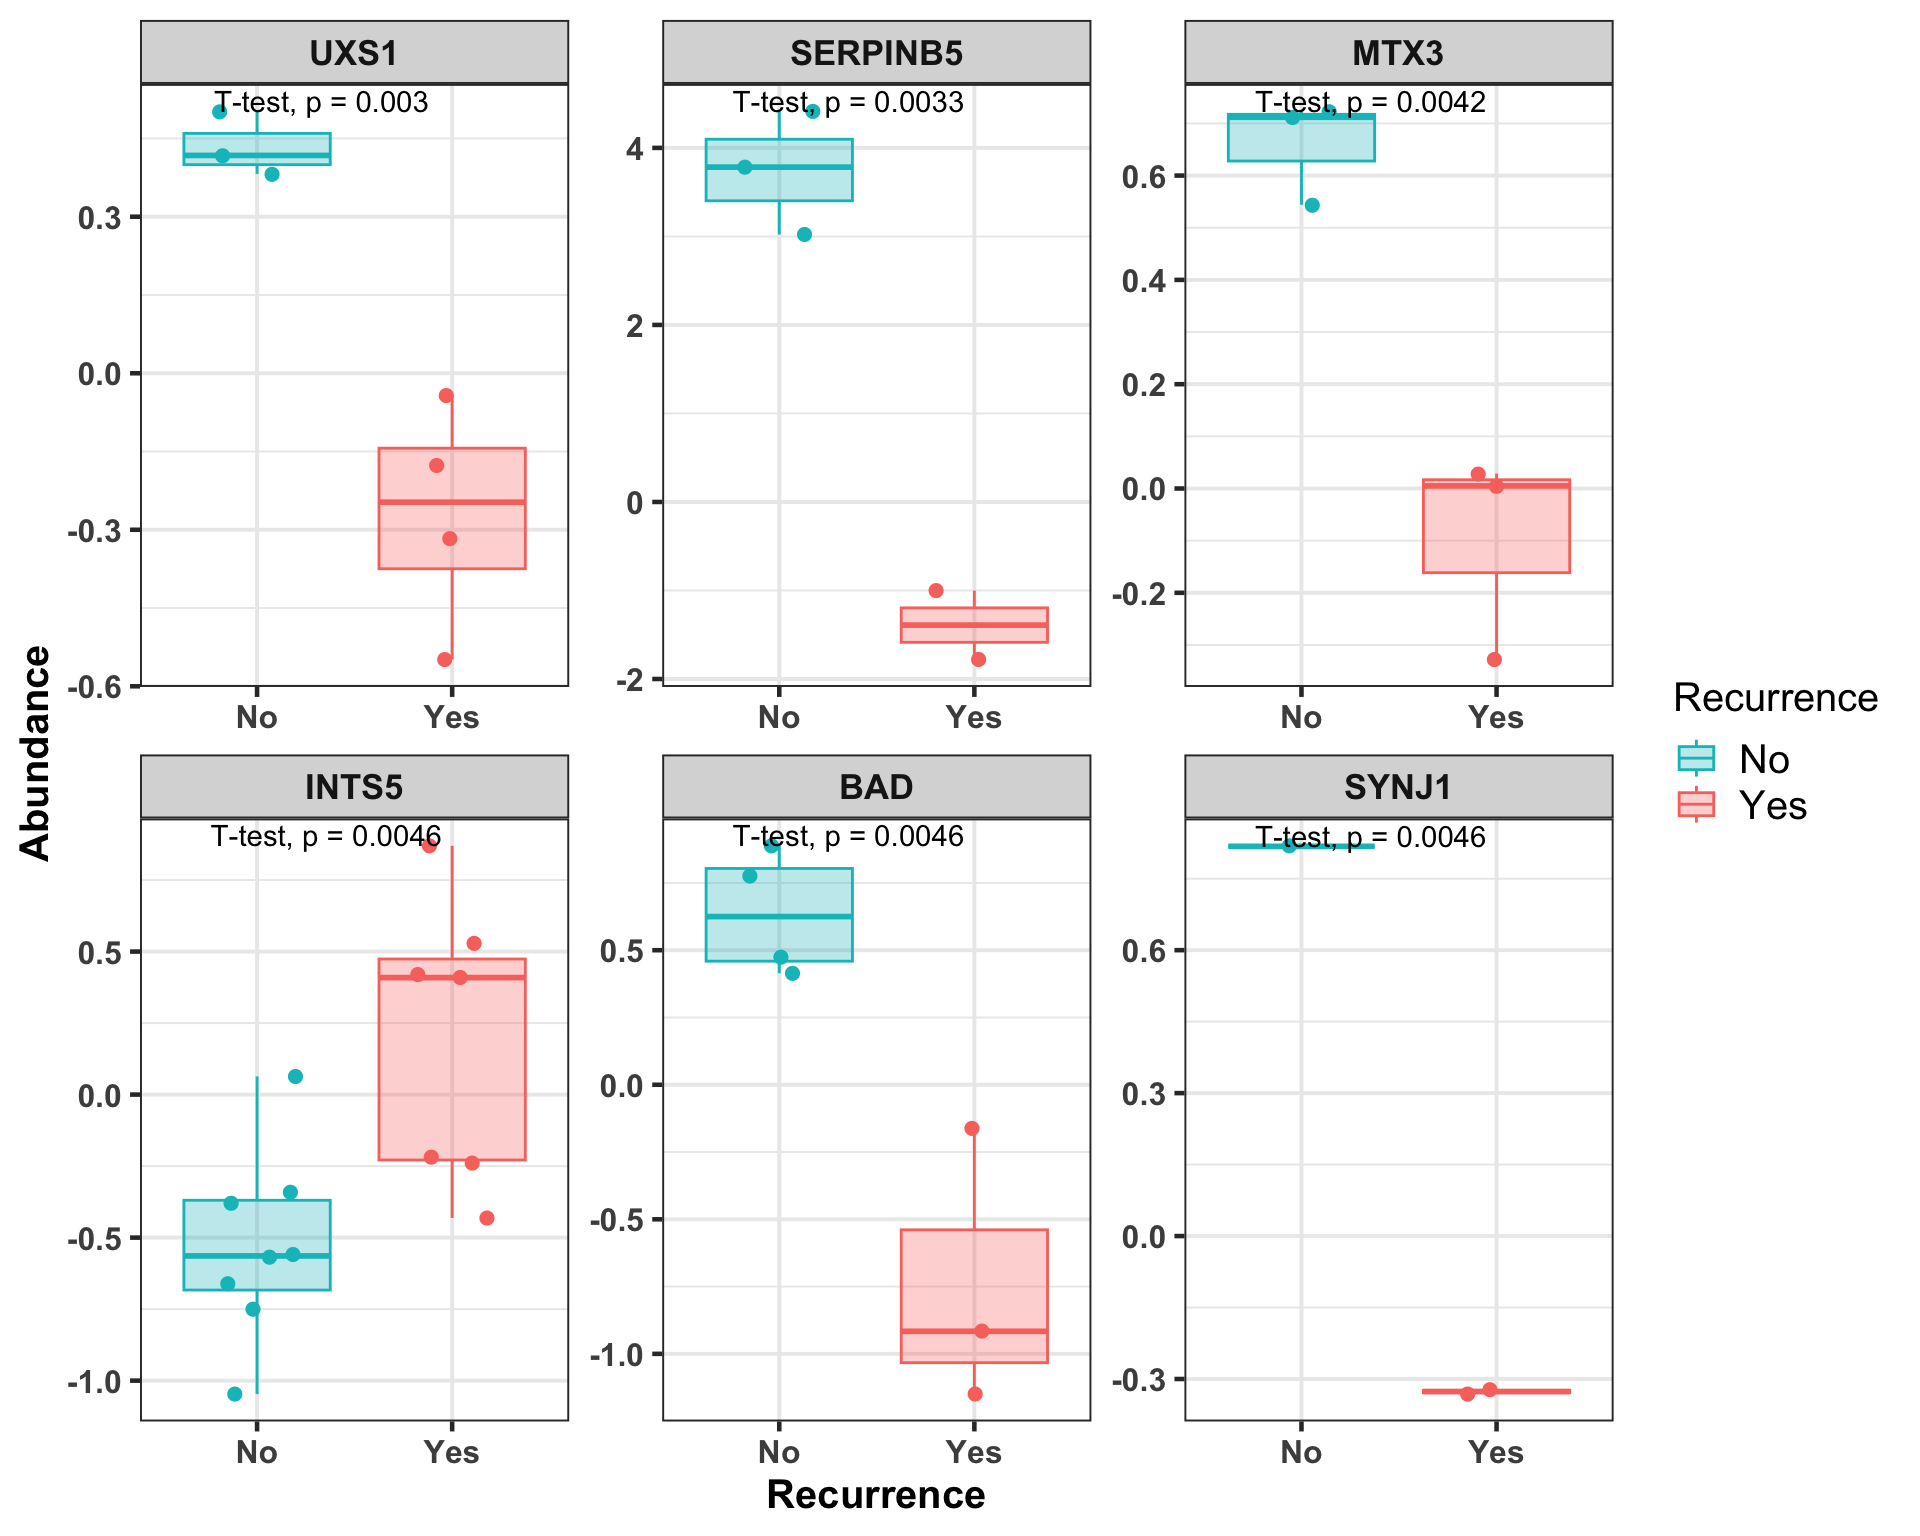 UXS1
SERPINB5
MTX3
T-test, p = 0.003
T-test, p = 0.0033
T-test, p = 0.0042
0.3
0.0
-0.3
-0.6
4
2
0
-2
0.6
0.4
0.2
0.0
-0.2
No
Yes
No
Yes
No
Yes
INTS5
BAD
SYNJ1
T-test, p = 0.0046
T-test, p = 0.0046
T-test, p = 0.0046
0.5
0.0
-0.5
-1.0
0.5
0.0
-0.5
-1.0
0.6
0.3
0.0
-0.3
No
Yes
No
Yes
No
Yes
Abundance
Recurrence
Recurrence
No
Yes